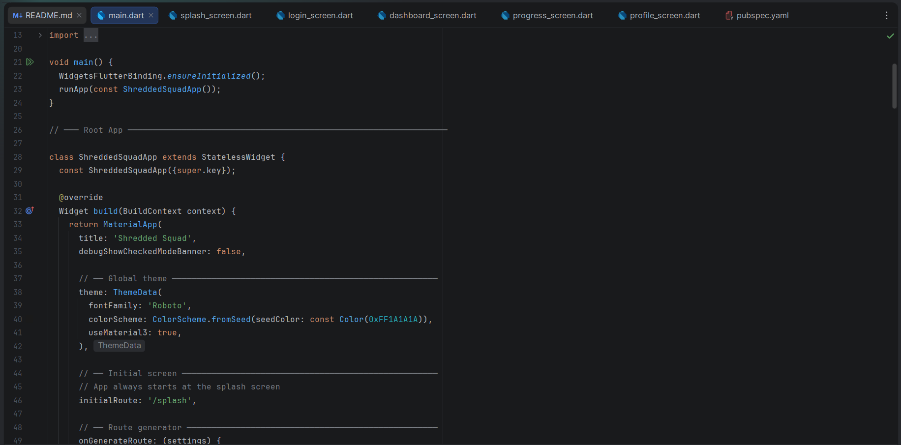 README.md main.dart splash_screen.dart login_screen.dart dashboard_screen.dart progress_screen.dart profile_screen.dart pubspec.yaml
13 import ...
20
21 void main() {
22 WidgetsFlutterBinding.ensureInitialized();
23 runApp(const ShreddedSquadApp());
24 }
25
26 // ─── Root App ───
27
28 class ShreddedSquadApp extends StatelessWidget {
29 const ShreddedSquadApp({super.key});
30
31 @override
32 Widget build(BuildContext context) {
33 return MaterialApp(
34 title: 'Shredded Squad',
35 debugShowCheckedModeBanner: false,
36
37 // ── Global theme ──
38 theme: ThemeData(
39 fontFamily: 'Roboto',
40 colorScheme: ColorScheme.fromSeed(seedColor: const Color(0xFF1A1A1A)),
41 useMaterial3: true,
42 ), ThemeData
43
44 // ── Initial screen ──
45 // App always starts at the splash screen
46 initialRoute: '/splash',
47
48 // ── Route generator ──
49 onGenerateRoute: (settings) {